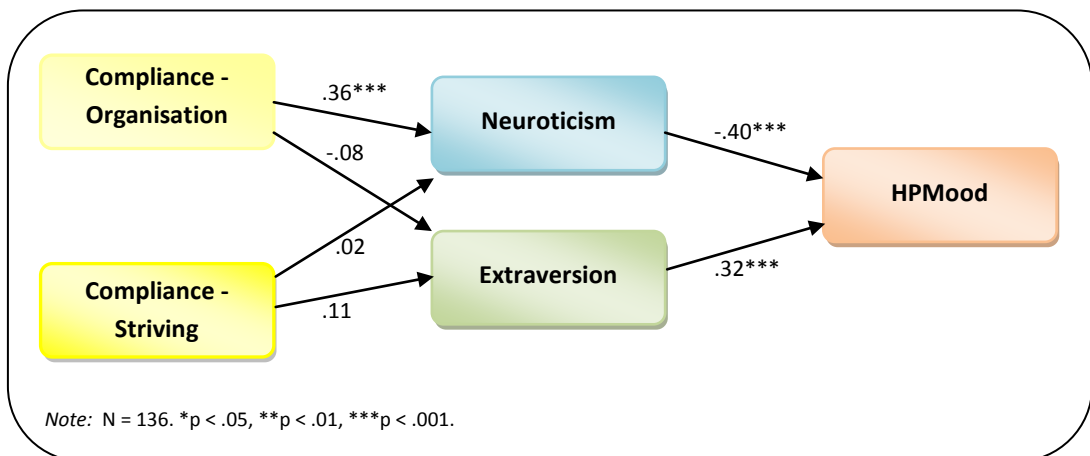 Compliance -
Organisation
.36***
Neuroticism
-.40***
-.08
HPMood
.02
Compliance -
Striving
Extraversion
.32***
.11
Note: N = 136. *p < .05, **p < .01, ***p < .001.